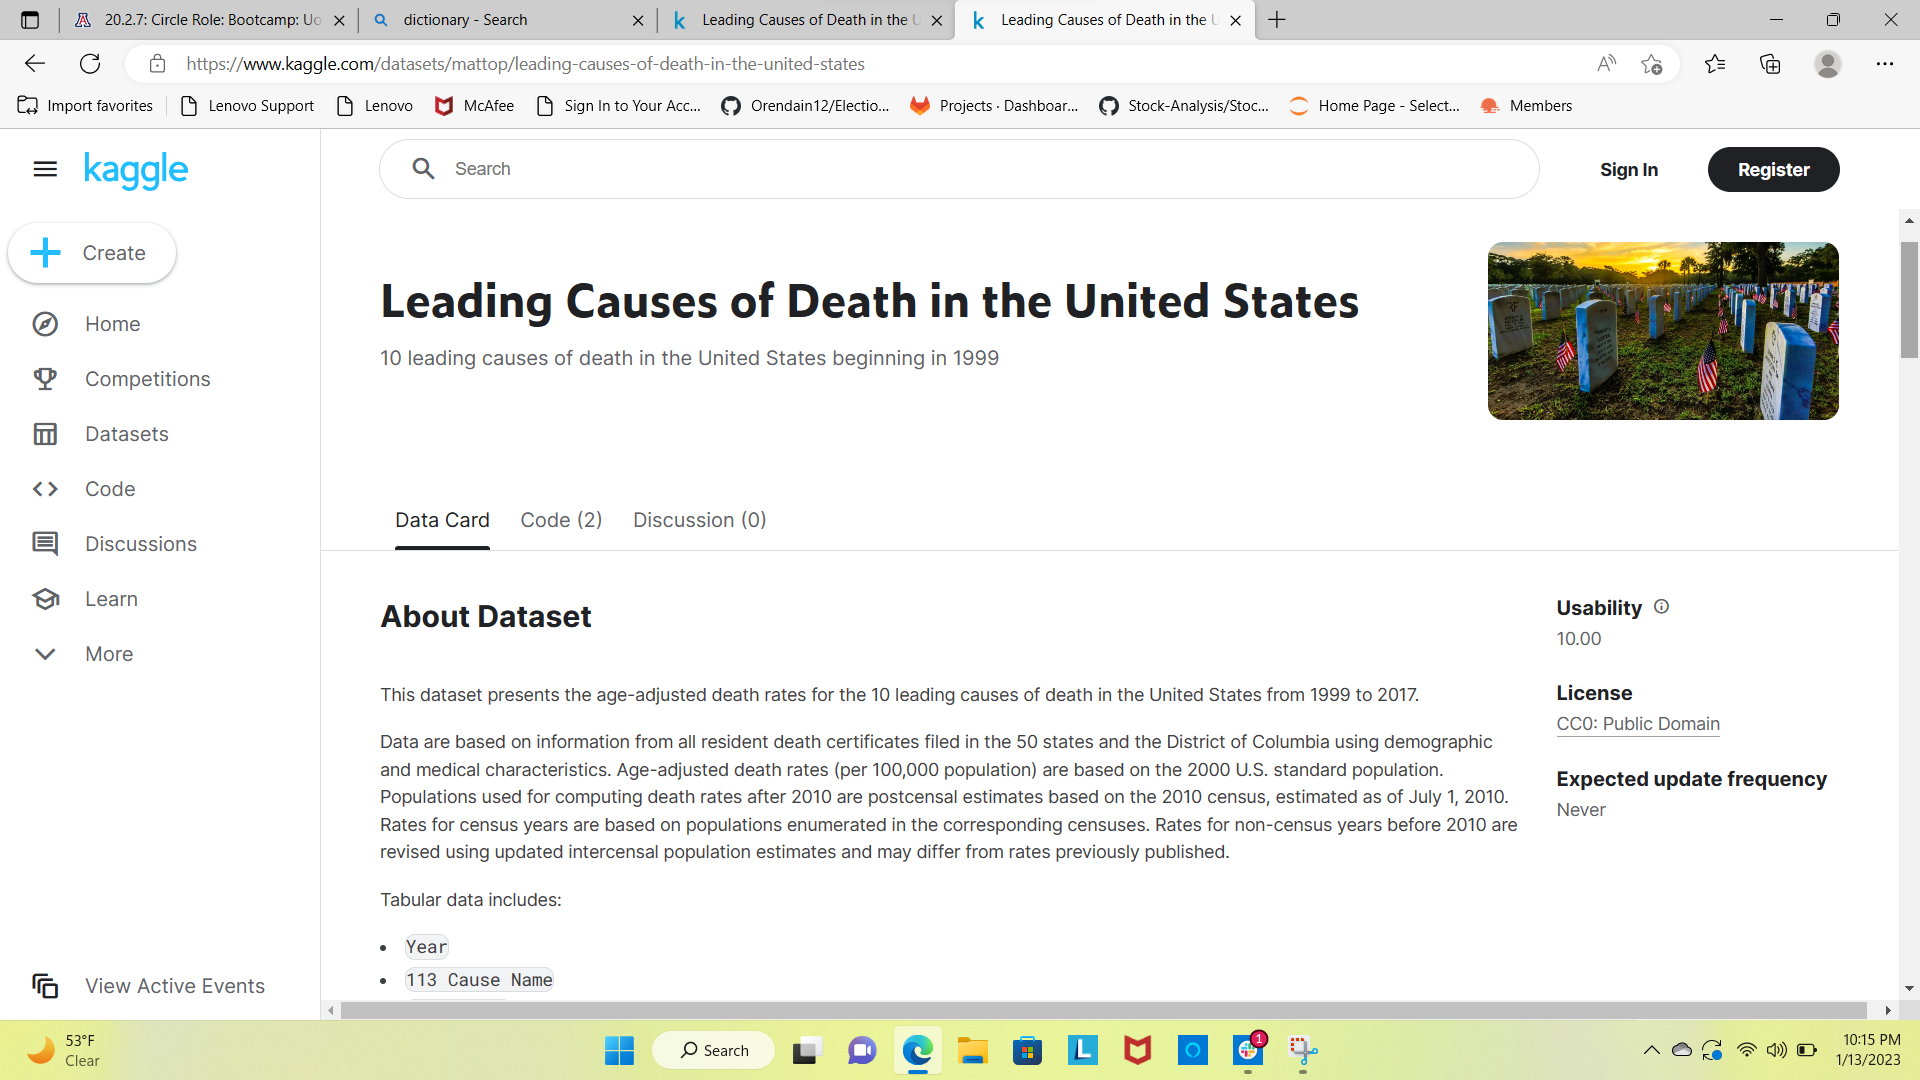 20.2.7: Circle Role: Bootcamp: Uo
dictionary - Search
Leading Causes of Death in the U
Leading Causes of Death in the U
https://www.kaggle.com/datasets/mattop/leading-causes-of-death-in-the-united-states
Import favorites
Lenovo Support
Lenovo
McAfee
Sign In to Your Acc...
Orendain12/Electio...
Projects · Dashboar...
Stock-Analysis/Stoc...
Home Page - Select...
Members
kaggle
Search
Sign In
Register
Create
Home
Competitions
Datasets
Code
Discussions
Learn
More
View Active Events
Leading Causes of Death in the United States
10 leading causes of death in the United States beginning in 1999
Data Card
Code (2)
Discussion (0)
About Dataset
This dataset presents the age-adjusted death rates for the 10 leading causes of death in the United States from 1999 to 2017.
Data are based on information from all resident death certificates filed in the 50 states and the District of Columbia using demographic
and medical characteristics. Age-adjusted death rates (per 100,000 population) are based on the 2000 U.S. standard population.
Populations used for computing death rates after 2010 are postcensal estimates based on the 2010 census, estimated as of July 1, 2010.
Rates for census years are based on populations enumerated in the corresponding censuses. Rates for non-census years before 2010 are
revised using updated intercensal population estimates and may differ from rates previously published.
Tabular data includes:
• Year
• 113 Cause Name
Usability
10.00
License
CC0: Public Domain
Expected update frequency
Never
53°F
Clear
Search
1
10:15 PM
1/13/2023